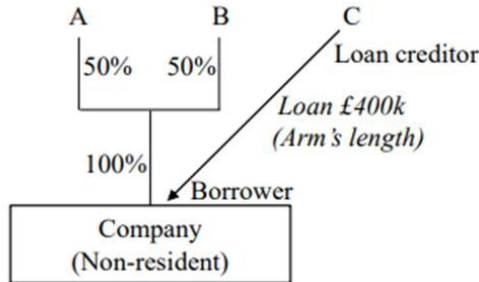 A B C
50% 50% Loan creditor
Loan £400k
(Arm's length)
100%
Borrower
Company
(Non-resident)